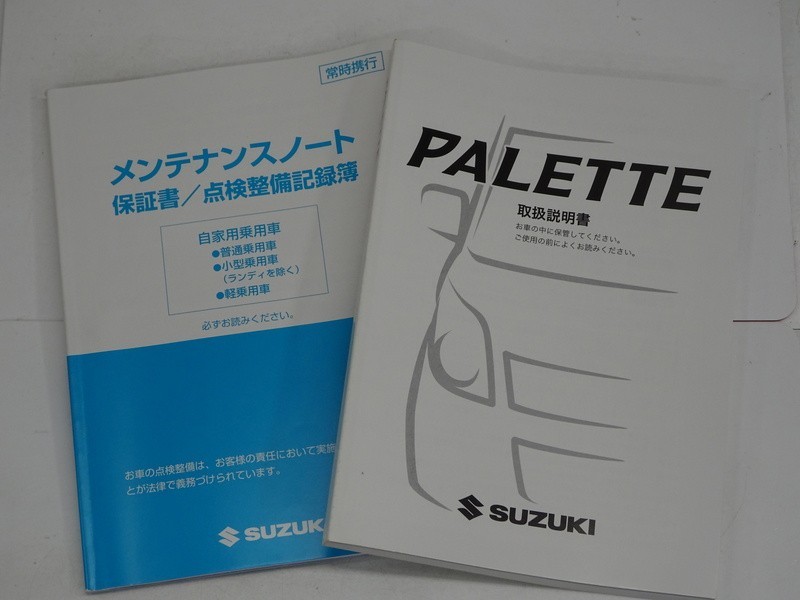 常時携行
メンテナンスノート
保証書／点検整備記録簿
自家用乗用車
●普通乗用車
●小型乗用車
(ランディを除く)
●軽乗用車
必ずお読みください。
お車の点検整備は、お客様の責任において実施
とが法律で義務づけられています。
SUZUKI
PALETTE
取扱説明書
お車の中に保管してください。
ご使用の前によくお読みください。
SUZUKI